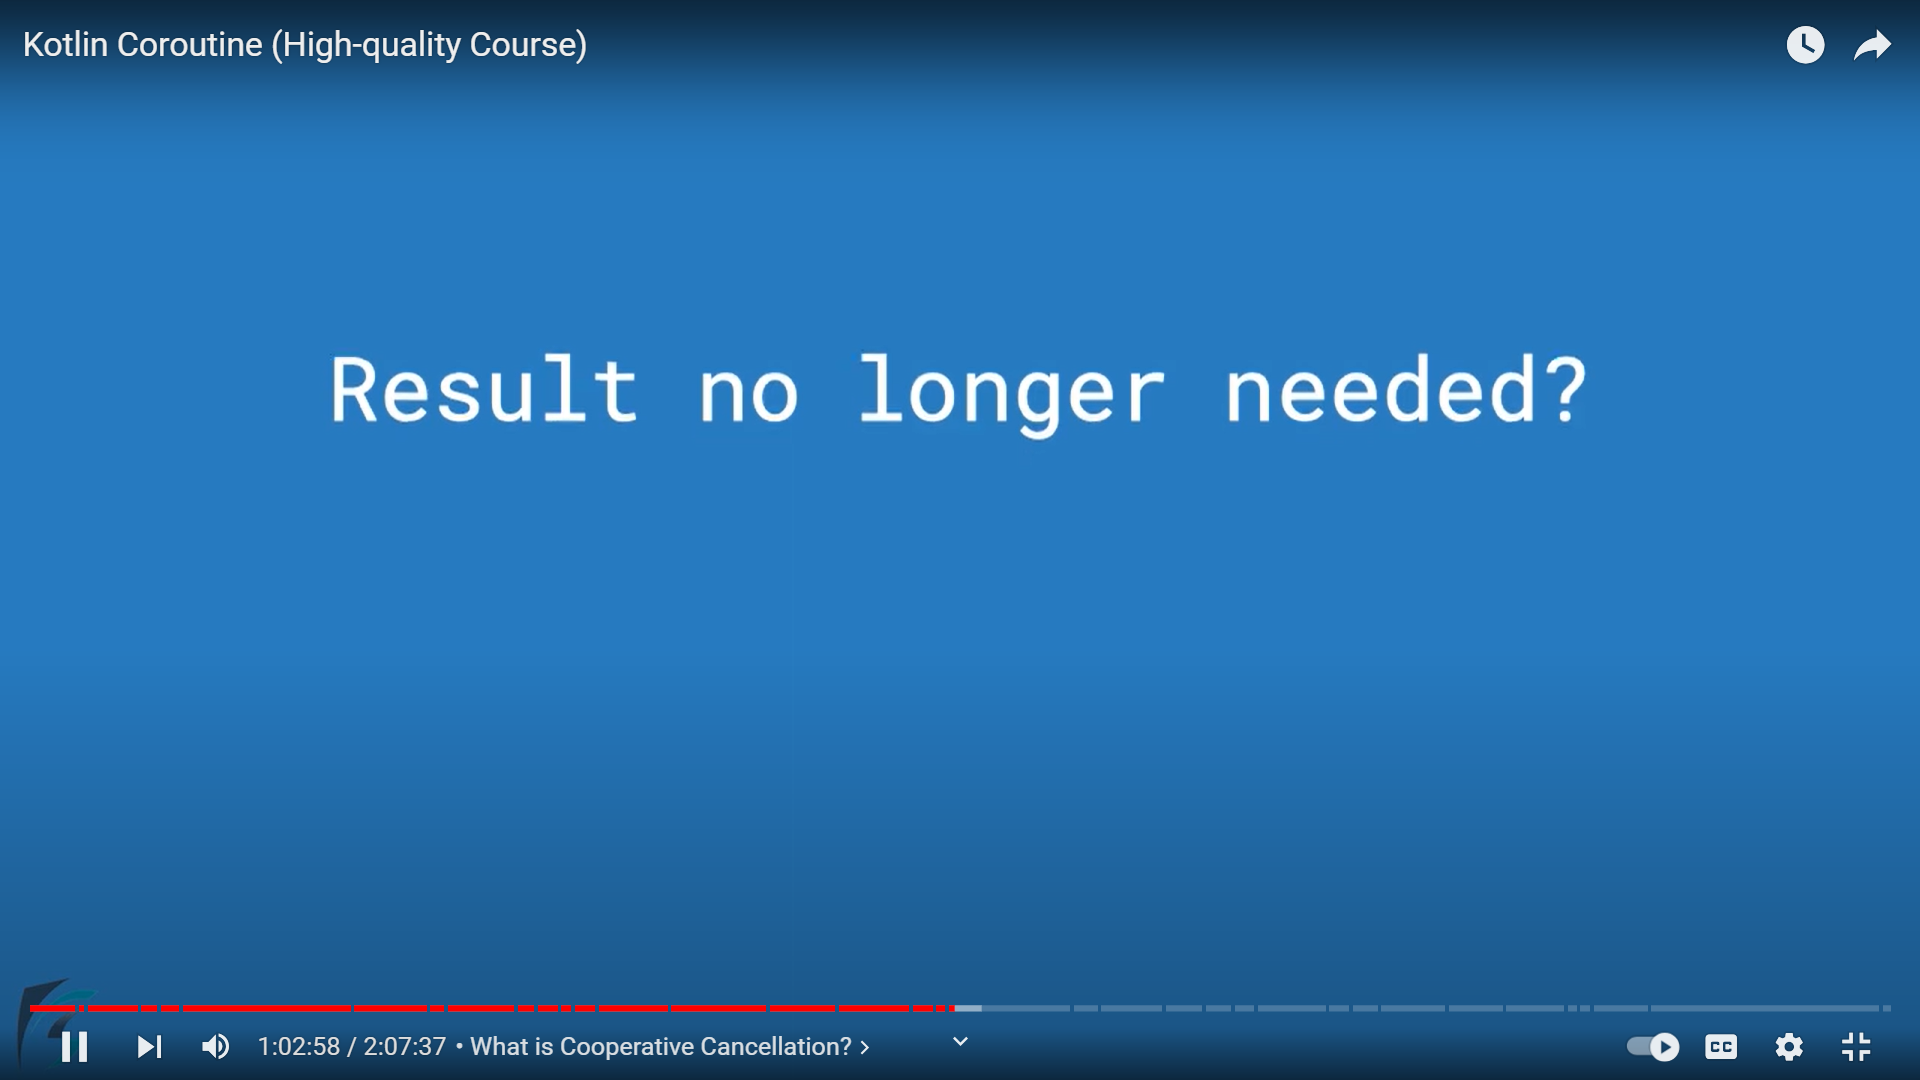 Kotlin Coroutine (High-quality Course)
Result no longer needed?
1:02:58 / 2:07:37 • What is Cooperative Cancellation?
CC